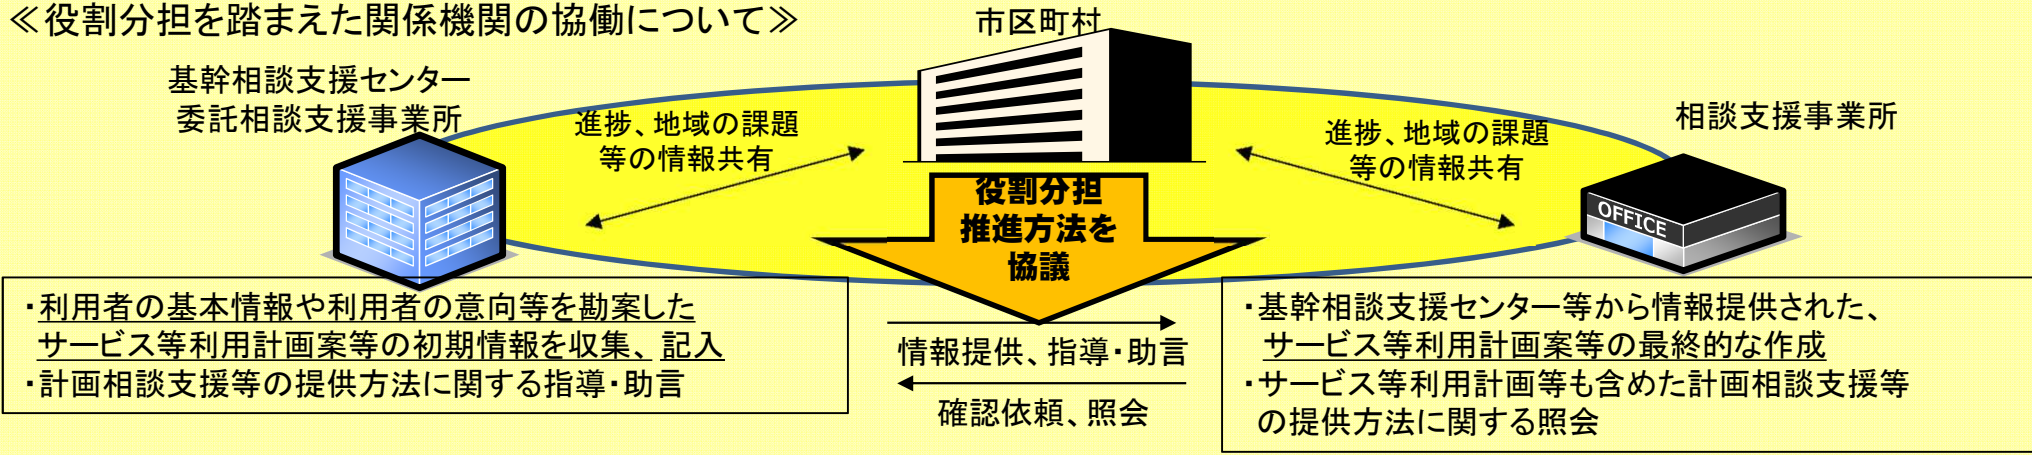 ≪役割分担を踏まえた関係機関の協働について≫
市区町村
基幹相談支援センター
委託相談支援事業所
進捗、地域の課題
等の情報共有
進捗、地域の課題
等の情報共有
相談支援事業所
OFFICE
役割分担
推進方法を
協議
・利用者の基本情報や利用者の意向等を勘案した
サービス等利用計画案等の初期情報を収集、記入
・計画相談支援等の提供方法に関する指導・助言
情報提供、指導・助言
確認依頼、照会
・基幹相談支援センター等から情報提供された、
サービス等利用計画案等の最終的な作成
・サービス等利用計画等も含めた計画相談支援等
の提供方法に関する照会